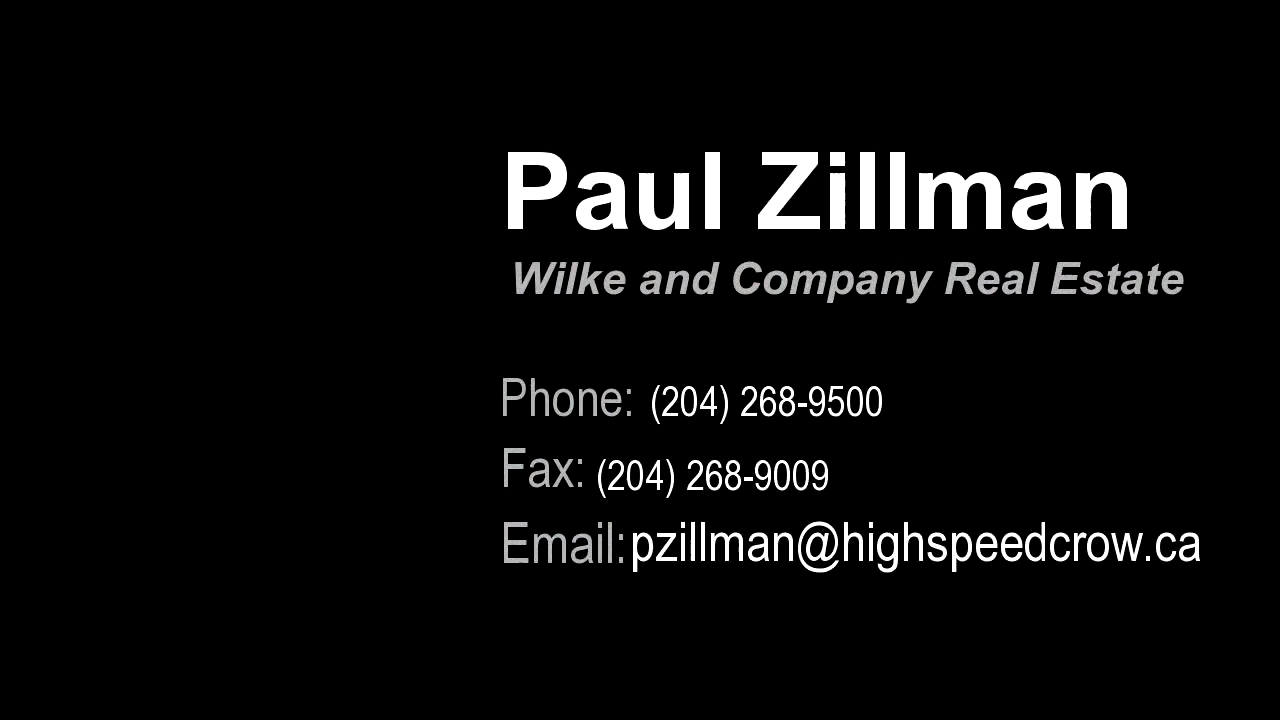 Paul Zillman
Wilke and Company Real Estate
Phone: (204) 268-9500
Fax: (204) 268-9009
Email: pzillman@highspeedcrow.ca